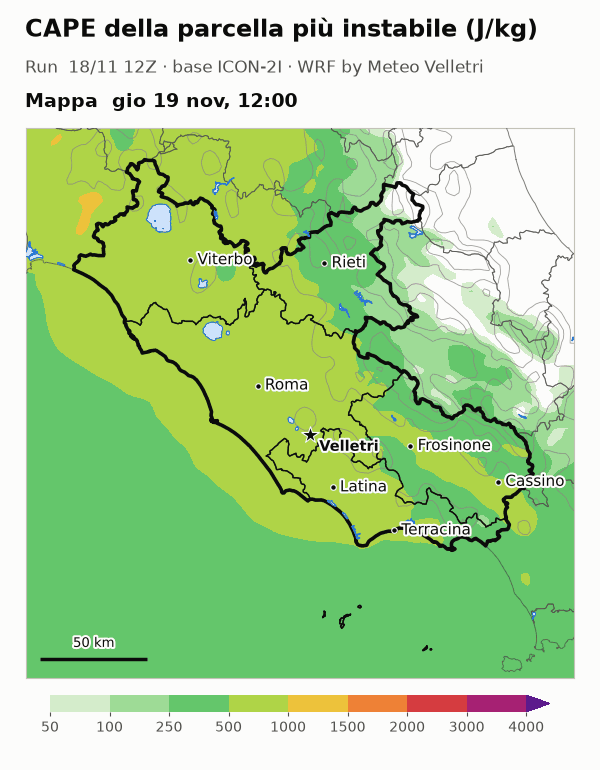 CAPE della parcella più instabile (J/kg)
Run 18/11 12Z · base ICON-2I · WRF by Meteo Velletri
Mappa gio 19 nov, 12:00
Viterbo
Rieti
Roma
Velletri
Frosinone
Cassino
Latina
Terracina
50 km
50 100 250 500 1000 1500 2000 3000 4000